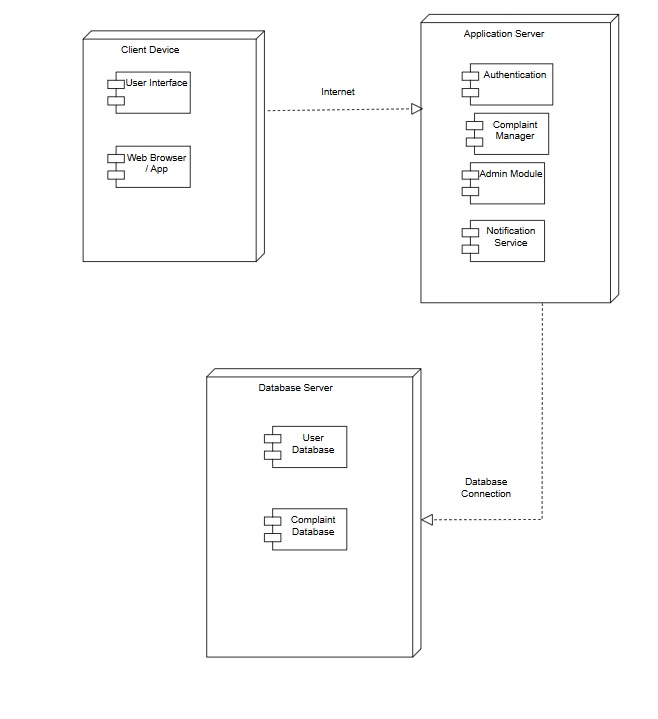 Client Device
User Interface
Web Browser
/ App
Internet
Application Server
Authentication
Complaint
Manager
Admin Module
Notification
Service
Database Server
User
Database
Complaint
Database
Database
Connection